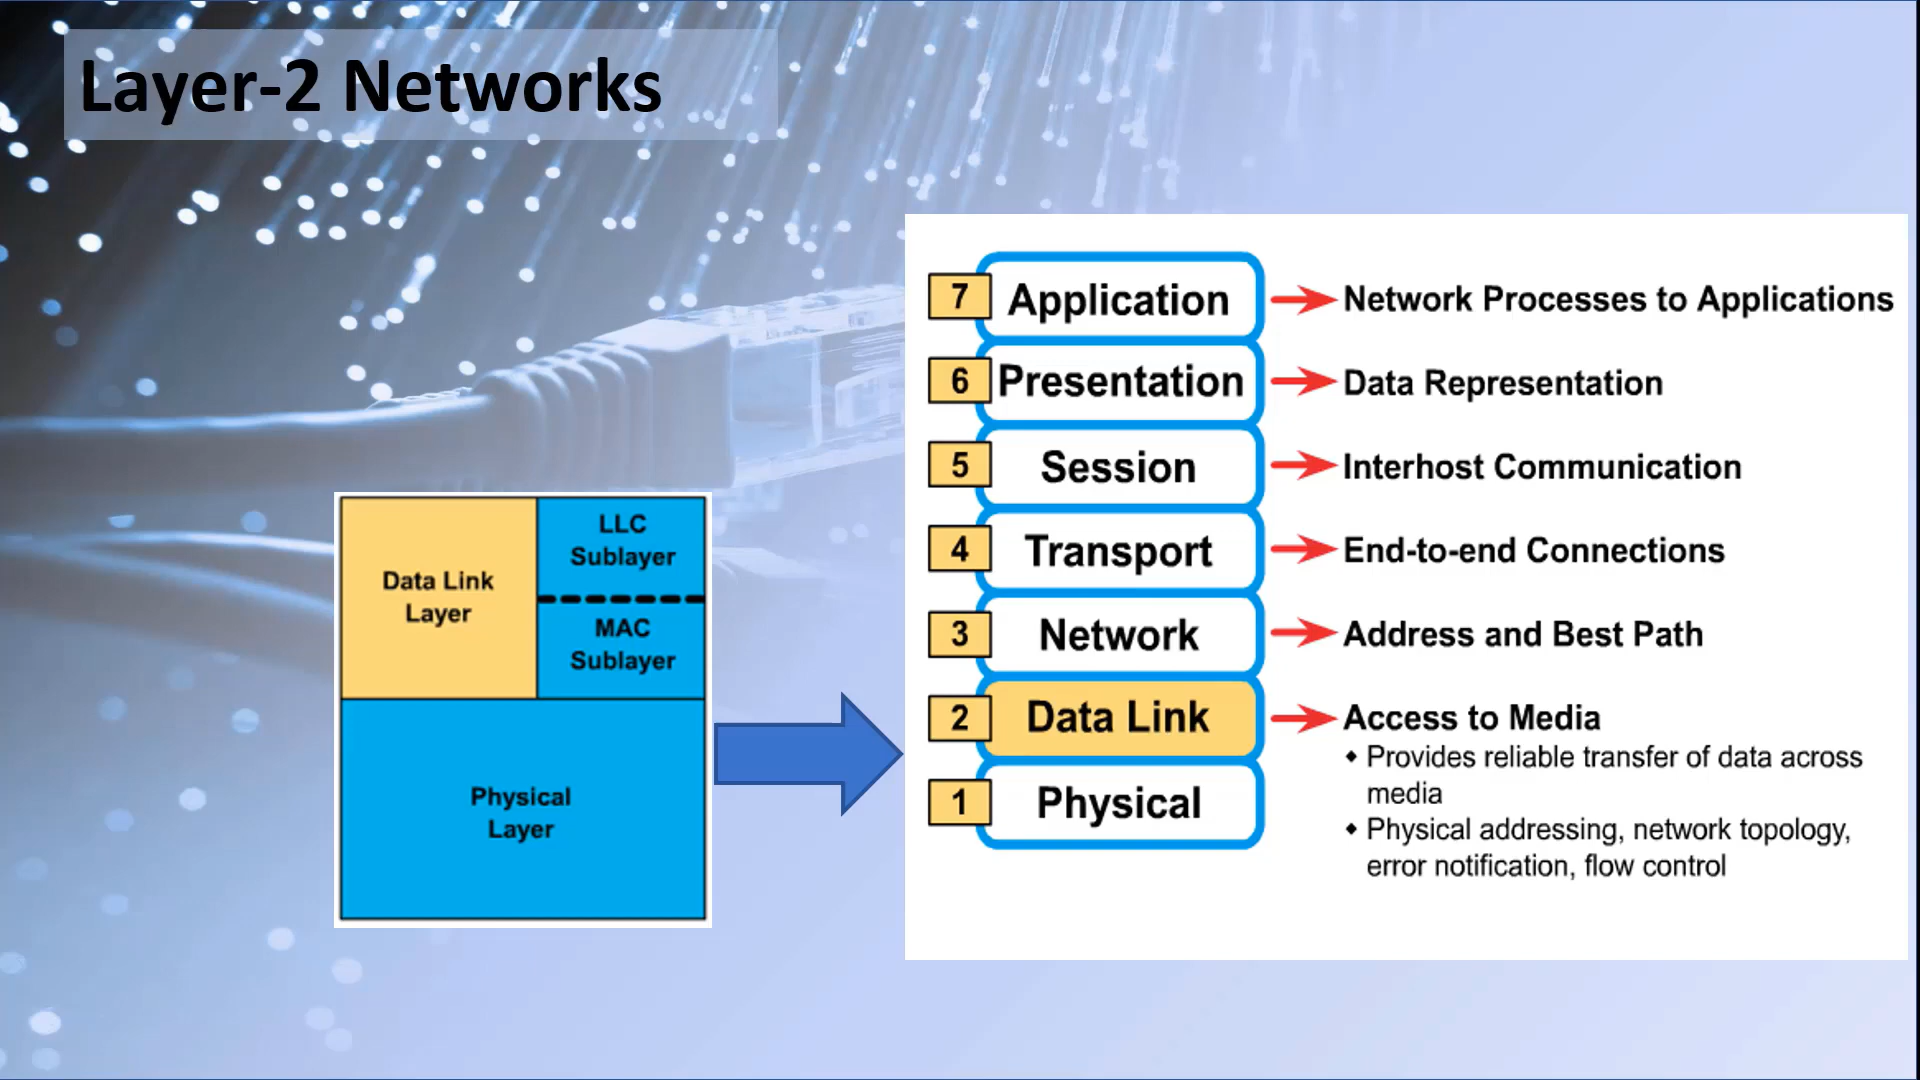 Layer-2 Networks
Data Link
Layer
LLC
Sublayer
MAC
Sublayer
Physical
Layer
7 Application Network Processes to Applications
6 Presentation Data Representation
5 Session Interhost Communication
4 Transport End-to-end Connections
3 Network Address and Best Path
2 Data Link Access to Media
◆ Provides reliable transfer of data across
media
◆ Physical addressing, network topology,
error notification, flow control
1 Physical